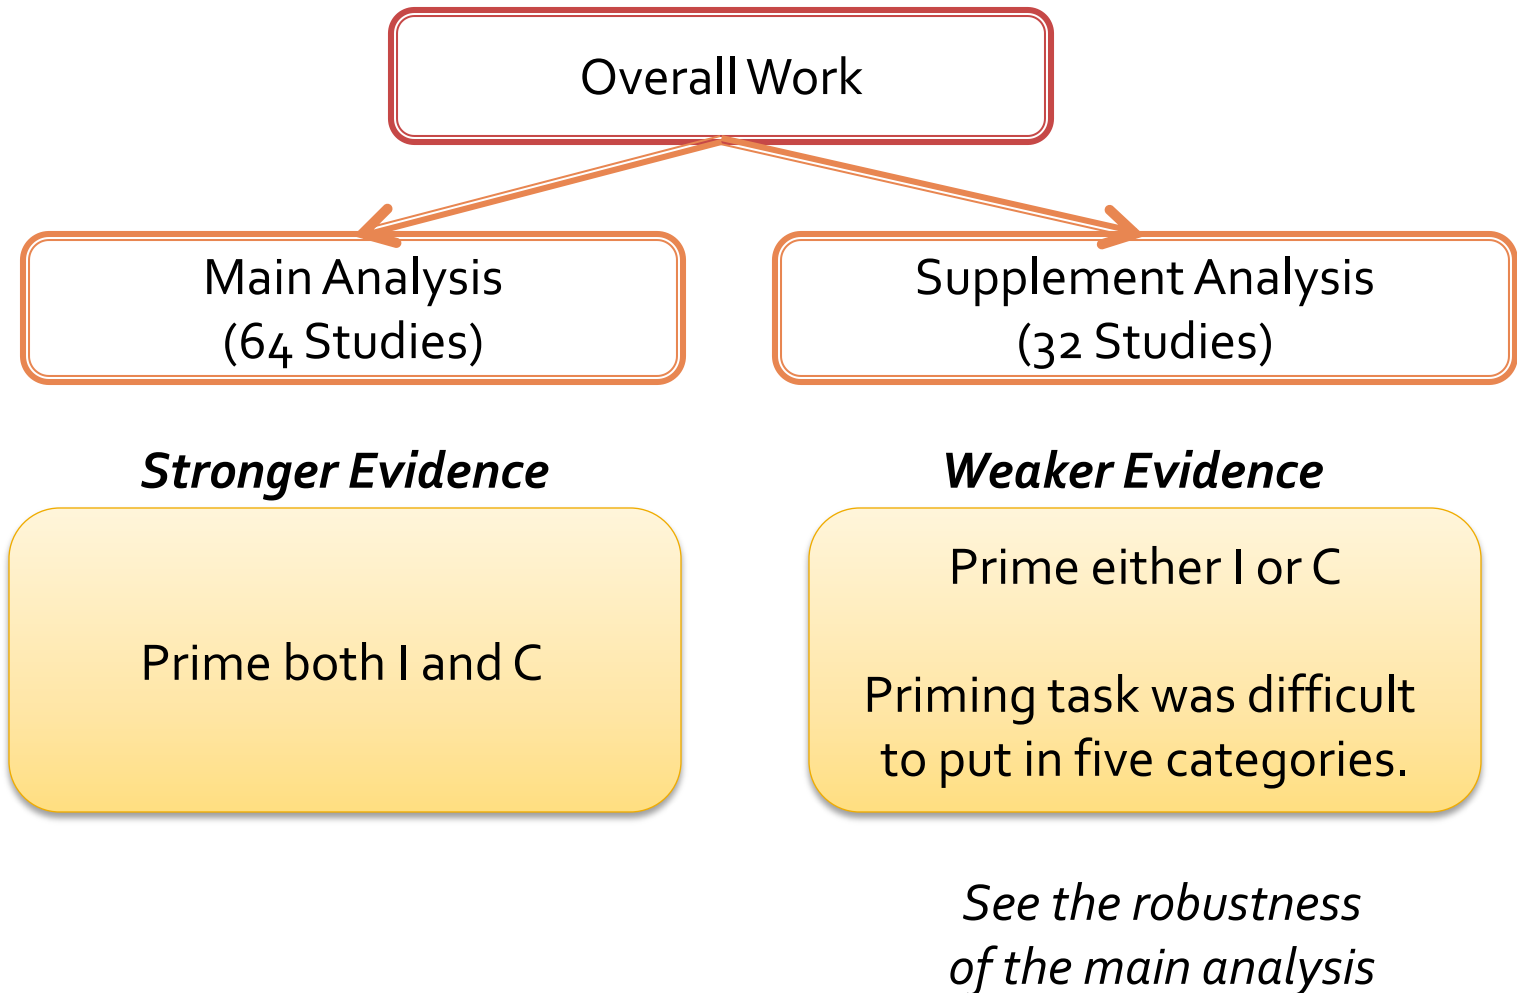 Overall Work
Main Analysis
(64 Studies)
Supplement Analysis
(32 Studies)
Stronger Evidence
Prime both I and C
Weaker Evidence
Prime either I or C
Priming task was difficult
to put in five categories.
See the robustness
of the main analysis